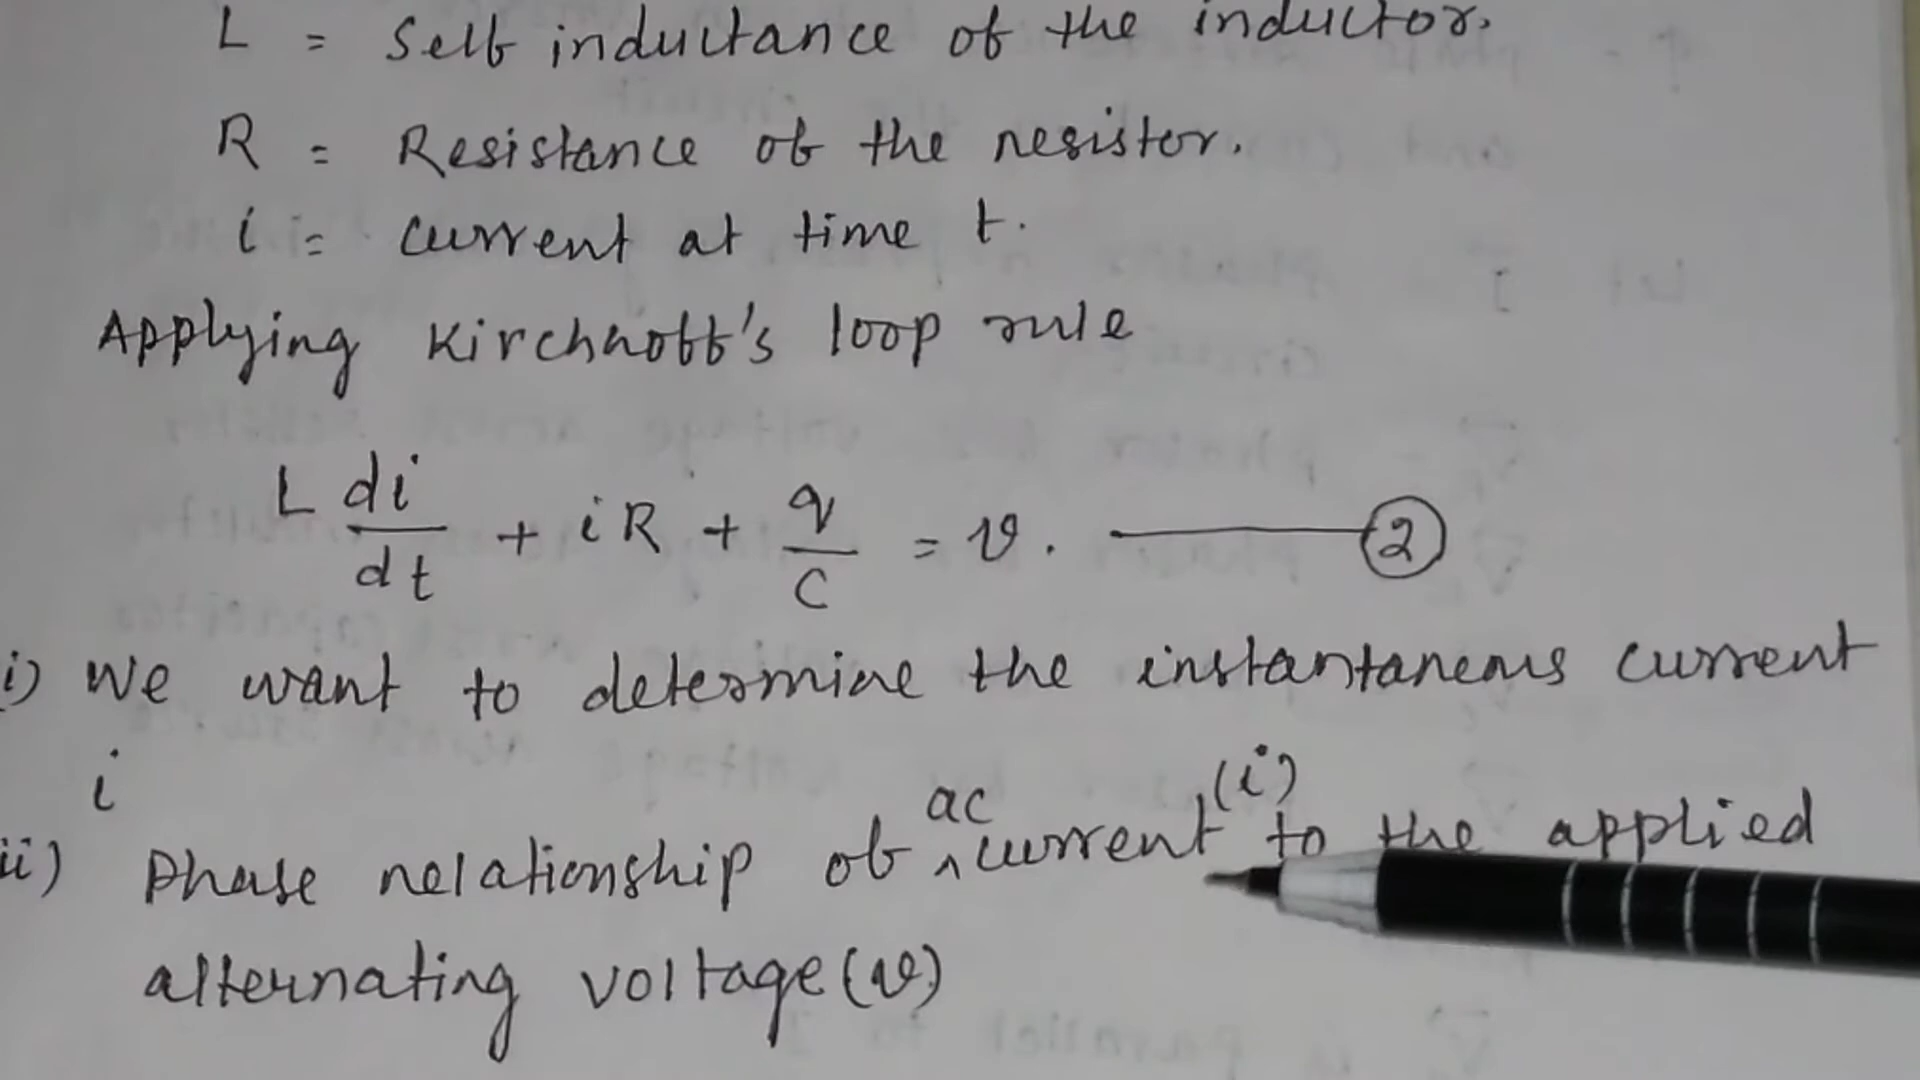 L = Self inductance of the inductor.
R = Resistance of the resistor.
i = current at time t.
Applying Kirchhoff's loop rule
L di/dt + iR + q/C = v. —— (2)
i) We want to determine the instantaneous current
i
ii) Phase relationship of ac current (i) to the applied
alternating voltage (v)